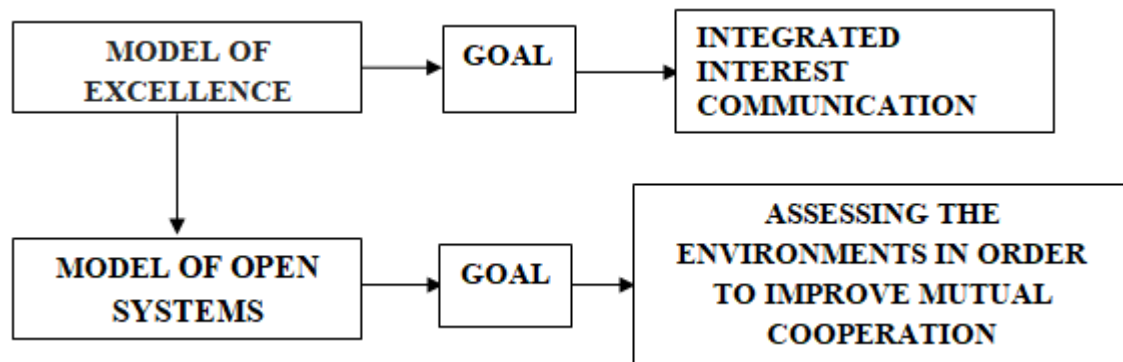 MODEL OF
EXCELLENCE
GOAL
INTEGRATED
INTEREST
COMMUNICATION
MODEL OF OPEN
SYSTEMS
GOAL
ASSESSING THE
ENVIRONMENTS IN ORDER
TO IMPROVE MUTUAL
COOPERATION